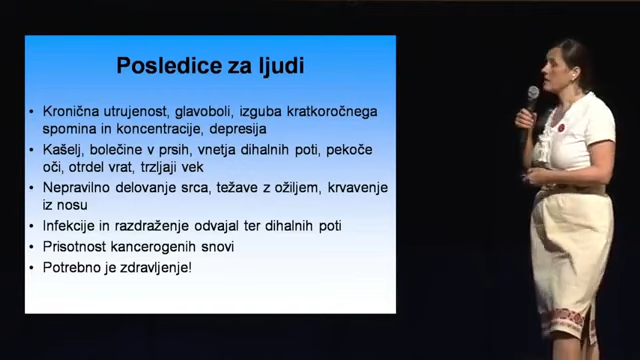 Posledice za ljudi
• Kronična utrujenost, glavoboli, izguba kratkoročnega
spomina in koncentracije, depresija
• Kašelj, bolečine v prsih, vnetja dihalnih poti, pekoče
oči, otrdel vrat, trzljaji vek
• Nepravilno delovanje srca, težave z ožiljem, krvavenje
iz nosu
• Infekcije in razdraženje odvajal ter dihalnih poti
• Prisotnost kancerogenih snovi
• Potrebno je zdravljenje!